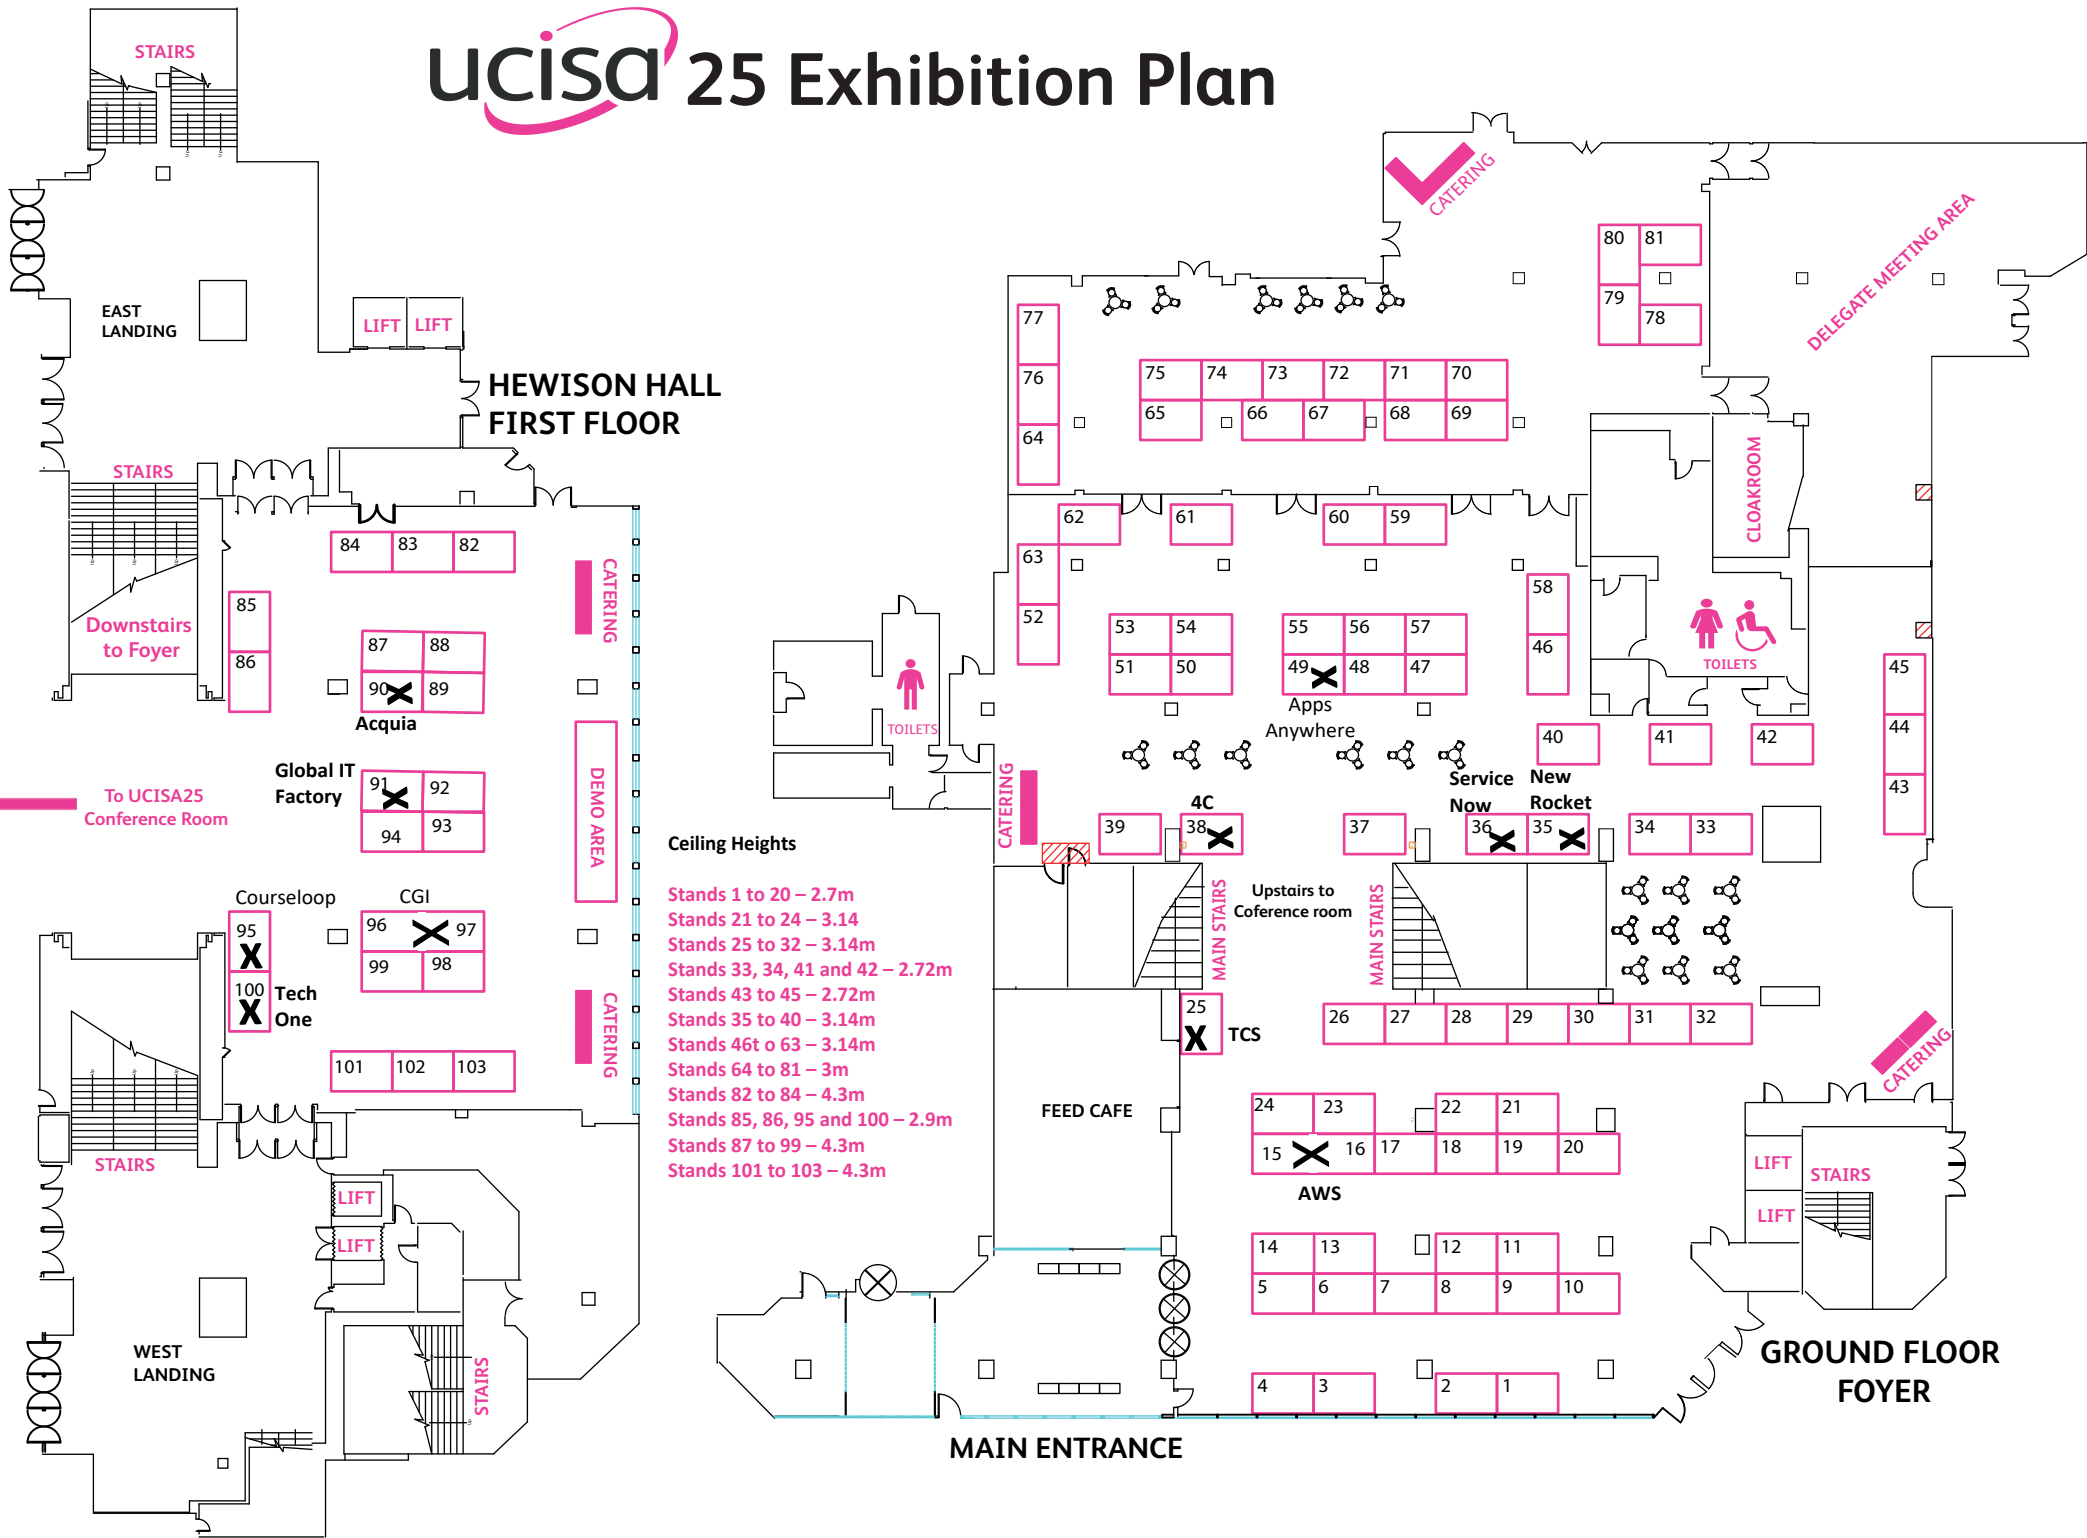 ucisa 25 Exhibition Plan
STAIRS
EAST
LANDING
LIFT LIFT
HEWISON HALL
FIRST FLOOR
STAIRS
Downstairs
to Foyer
84 83 82
85
86
CATERING
87 88
90 89
Acquia
To UCISA25
Conference Room
Global IT
Factory
91 92
94 93
DEMO AREA
Courseloop
CGI
95
96 97
99 98
100
Tech
One
CATERING
101 102 103
STAIRS
LIFT
LIFT
WEST
LANDING
STAIRS
Ceiling Heights
Stands 1 to 20 – 2.7m
Stands 21 to 24 – 3.14
Stands 25 to 32 – 3.14m
Stands 33, 34, 41 and 42 – 2.72m
Stands 43 to 45 – 2.72m
Stands 35 to 40 – 3.14m
Stands 46t o 63 – 3.14m
Stands 64 to 81 – 3m
Stands 82 to 84 – 4.3m
Stands 85, 86, 95 and 100 – 2.9m
Stands 87 to 99 – 4.3m
Stands 101 to 103 – 4.3m
CATERING
80 81
79 78
DELEGATE MEETING AREA
77
76
64
75 74 73 72 71 70
65 66 67 68 69
CLOAKROOM
62 61 60 59
63
52
58
46
53 54
51 50
55 56 57
49 48 47
Apps
Anywhere
TOILETS
TOILETS
45
44
43
40 41 42
CATERING
4C
Service
Now
New
Rocket
39 38 37 36 35 34 33
MAIN STAIRS
Upstairs to
Coference room
MAIN STAIRS
25
TCS
26 27 28 29 30 31 32
CATERING
FEED CAFE
24 23 22 21
15 16 17 18 19 20
AWS
LIFT
LIFT
STAIRS
14 13 12 11
5 6 7 8 9 10
4 3 2 1
GROUND FLOOR
FOYER
MAIN ENTRANCE